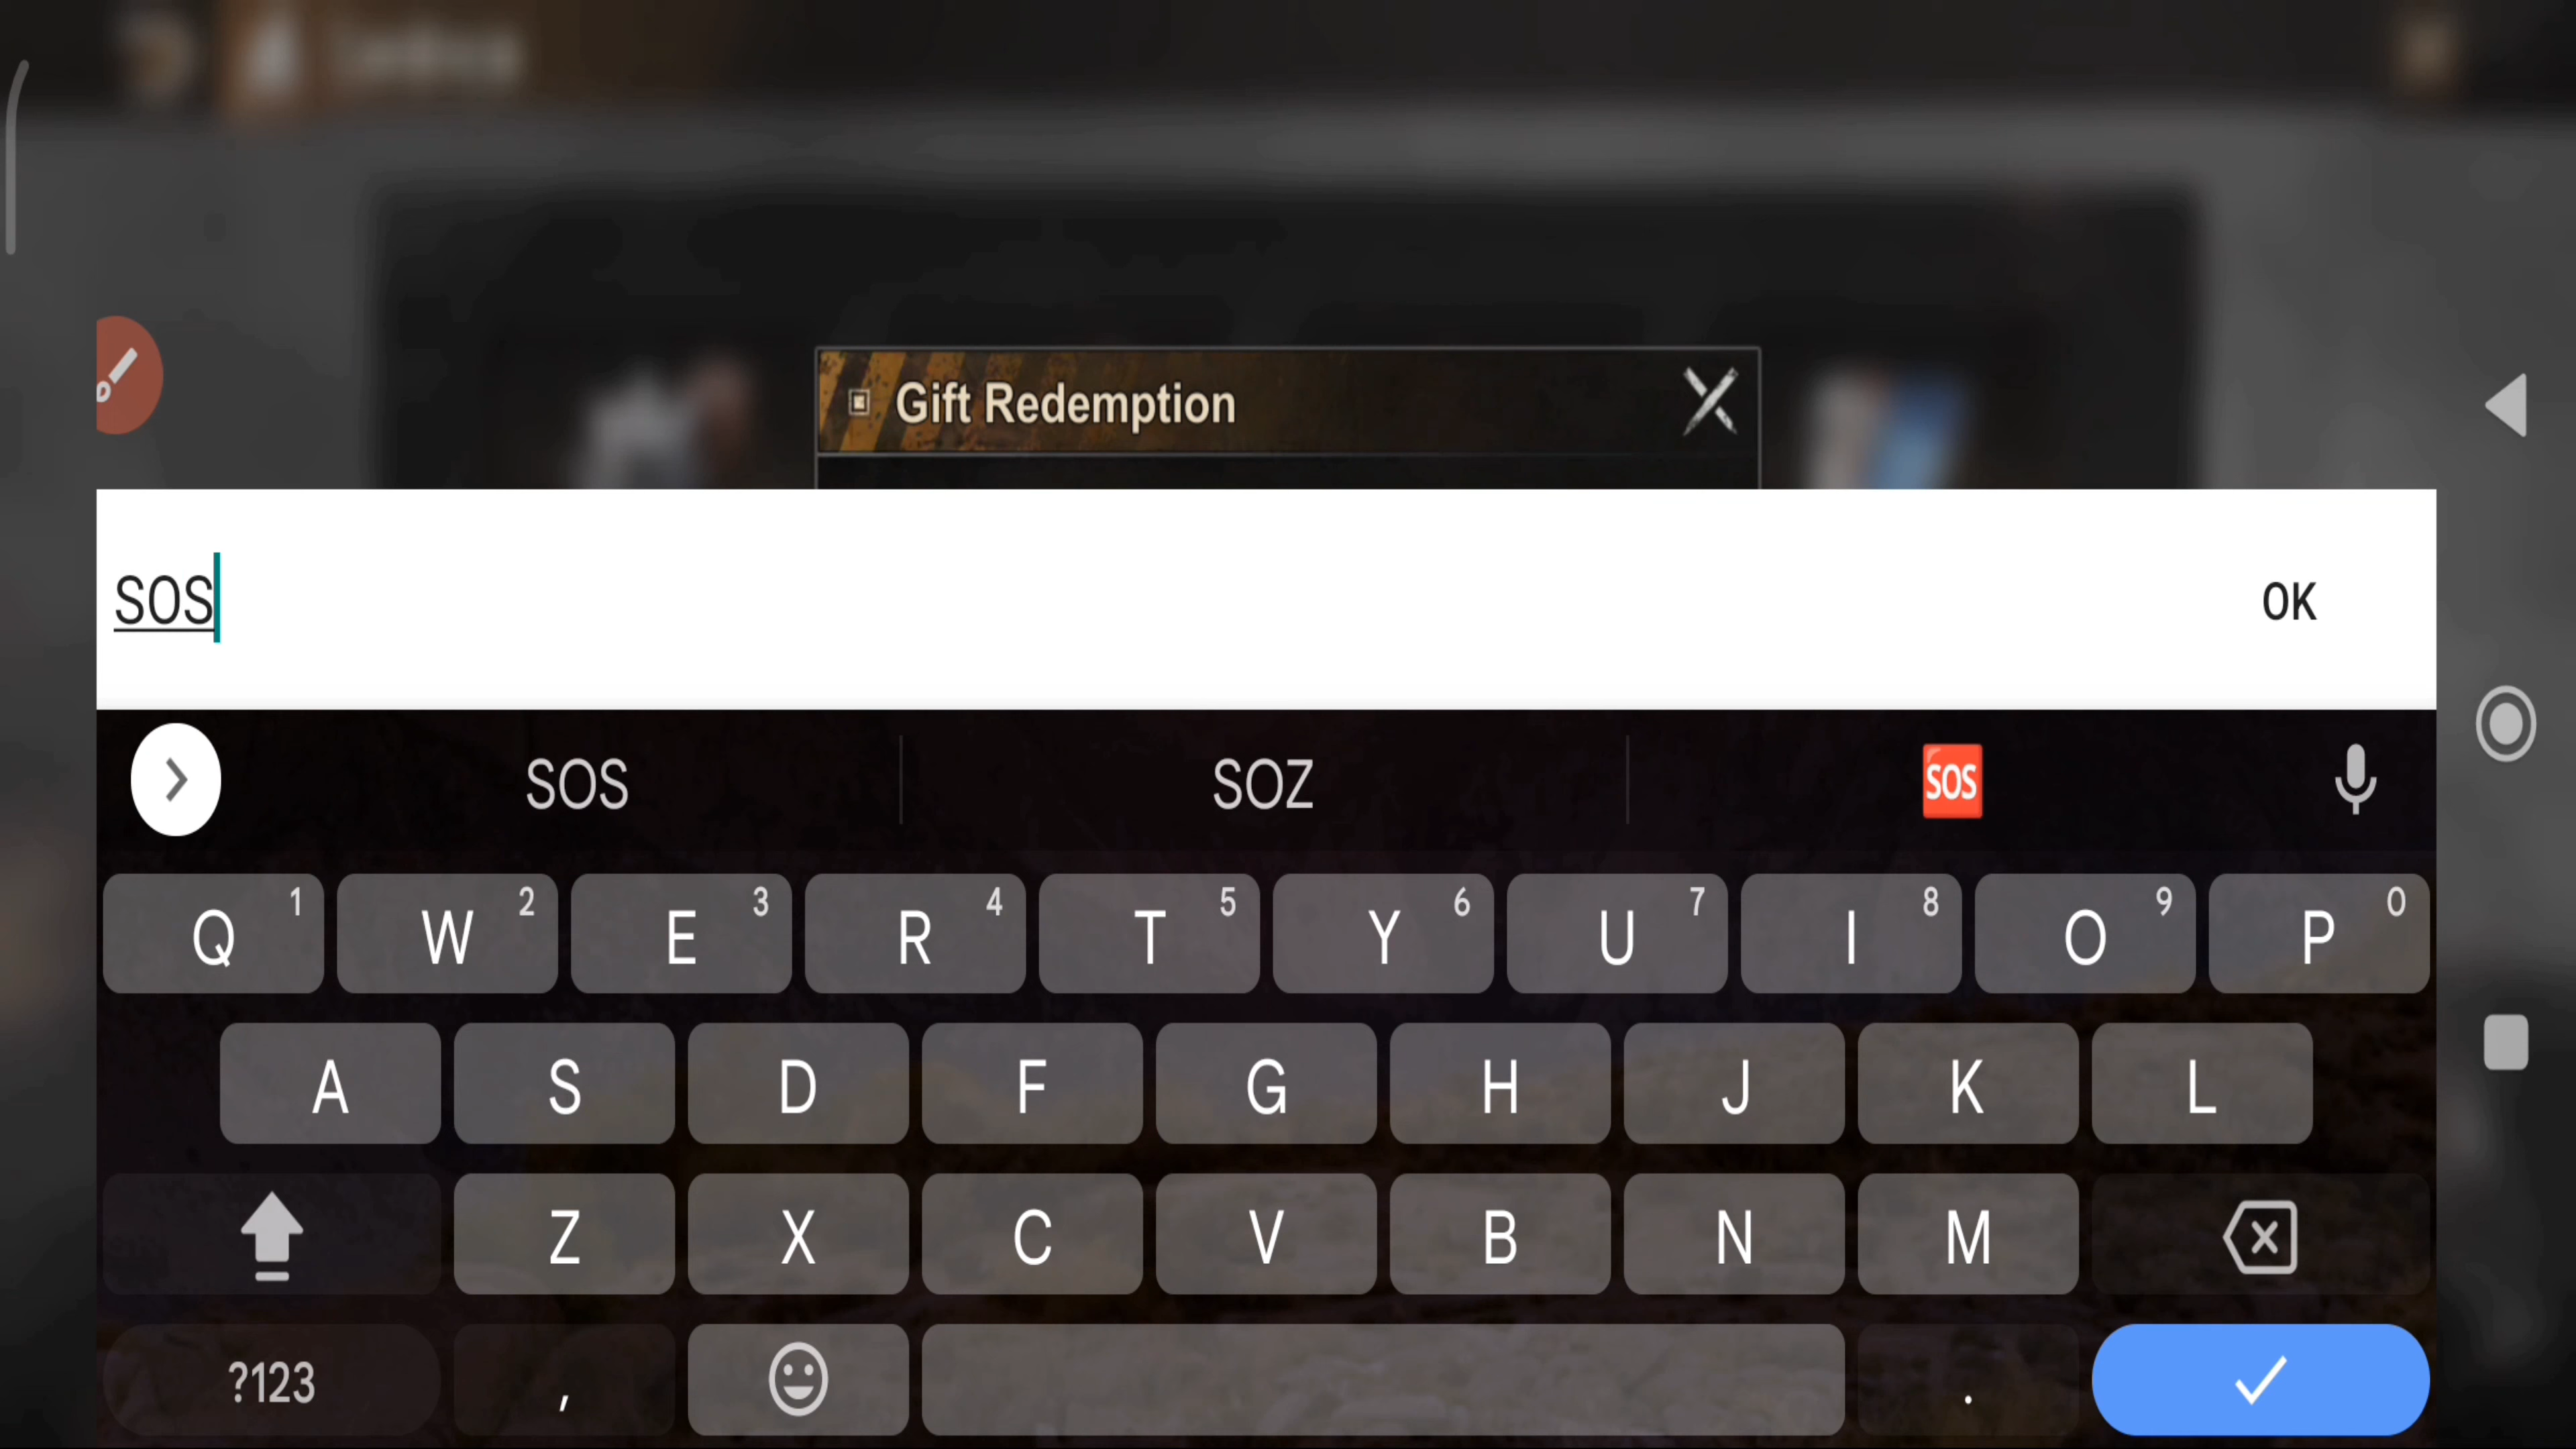 Gift Redemption
SOS
OK
SOS
SOZ
SOS
Q 1 W 2 E 3 R 4 T 5 Y 6 U 7 I 8 O 9 P 0
A S D F G H J K L
Z X C V B N M
?123 , .